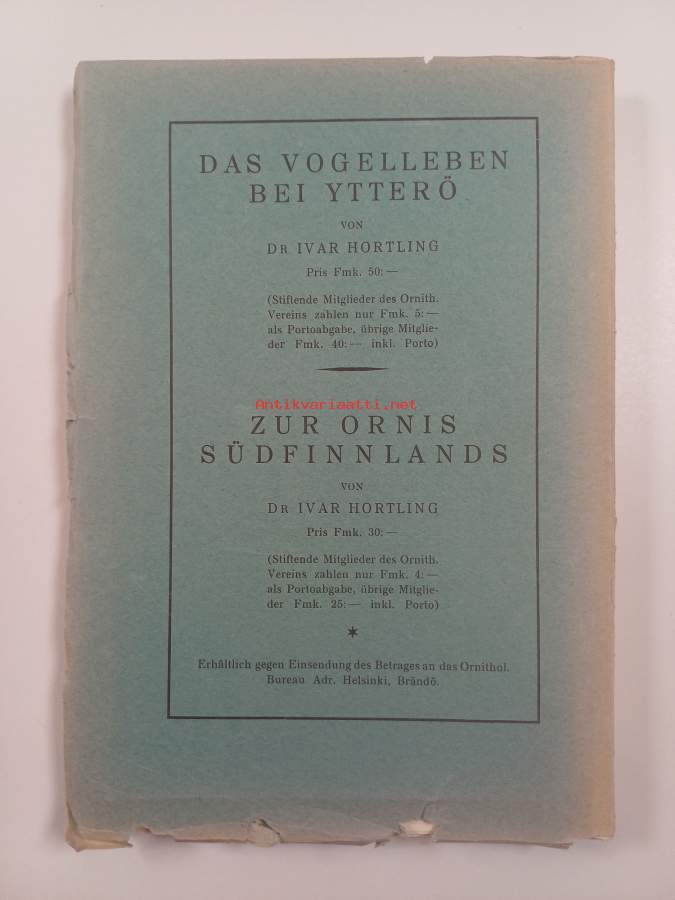 DAS VOGELLEBEN
BEI YTTERÖ
VON
DR IVAR HORTLING
Pris Fmk. 50: —
(Stiftende Mitglieder des Ornith.
Vereins zahlen nur Fmk. 5: —
als Portoabgabe, übrige Mitglie-
der Fmk. 40: — inkl. Porto)
Antikvariaatti.net
ZUR ORNIS
SÜDFINNLANDS
VON
DR IVAR HORTLING
Pris Fmk. 30: —
(Stiftende Mitglieder des Ornith.
Vereins zahlen nur Fmk. 4: —
als Portoabgabe, übrige Mitglie-
der Fmk. 25: — inkl. Porto)
Erhältlich gegen Einsendung des Betrages an das Ornithol.
Bureau Adr. Helsinki, Brändö.